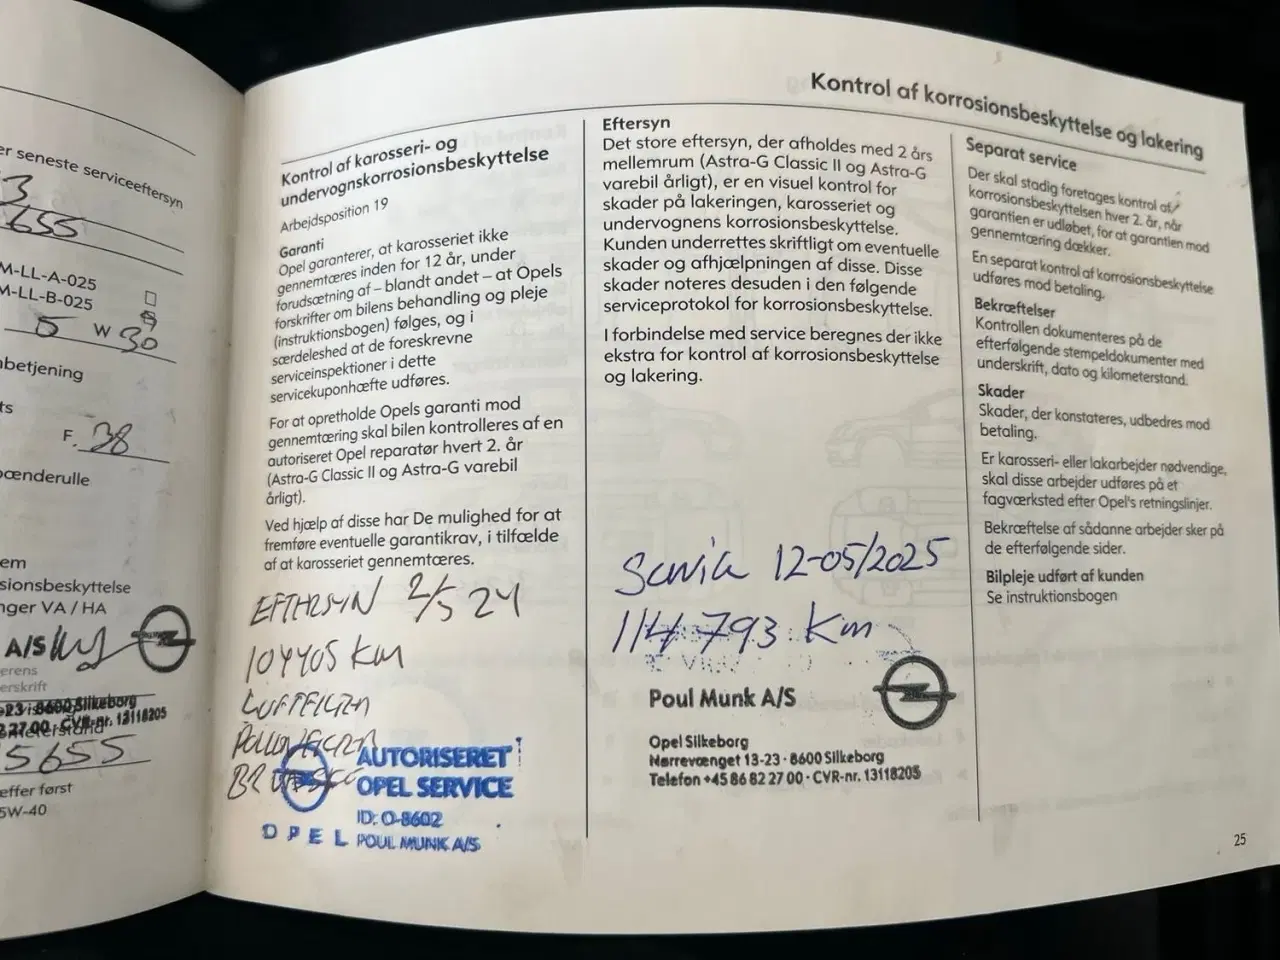 er seneste serviceeftersyn
3
655
M-LL-A-025
M-LL-B-025
5 W 30
betjening
ts
F. 38
pænderulle
em
sionsbeskyttelse
nger VA / HA
A/S
erens
erskrift
-23 · 8600 Silkeborg
2 27 00 · CVR-nr. 13118205
5655
effer først
5W-40
Kontrol af korrosionsbeskyttelse og lakering
Kontrol af karosseri- og
undervognskorrosionsbeskyttelse
Arbejdsposition 19
Garanti
Opel garanterer, at karosseriet ikke
gennemtæres inden for 12 år, under
forudsætning af – blandt andet – at Opels
forskrifter om bilens behandling og pleje
(instruktionsbogen) følges, og i
særdeleshed at de foreskrevne
serviceinspektioner i dette
servicekuponhæfte udføres.
For at opretholde Opels garanti mod
gennemtæring skal bilen kontrolleres af en
autoriseret Opel reparatør hvert 2. år
(Astra-G Classic II og Astra-G varebil
årligt).
Ved hjælp af disse har De mulighed for at
fremføre eventuelle garantikrav, i tilfælde
af at karosseriet gennemtæres.
EFTERSYN 2/5 24
104405 KM
LUFTFILTER
POLLENFILTER
AUTORISERET
OPEL SERVICE
ID: O-8602
OPEL POUL MUNK A/S
Eftersyn
Det store eftersyn, der afholdes med 2 års
mellemrum (Astra-G Classic II og Astra-G
varebil årligt), er en visuel kontrol for
skader på lakeringen, karosseriet og
undervognens korrosionsbeskyttelse.
Kunden underrettes skriftligt om eventuelle
skader og afhjælpningen af disse. Disse
skader noteres desuden i den følgende
serviceprotokol for korrosionsbeskyttelse.
I forbindelse med service beregnes der ikke
ekstra for kontrol af korrosionsbeskyttelse
og lakering.
Service 12-05/2025
114793 Km
Poul Munk A/S
Opel Silkeborg
Nørrevænget 13-23 · 8600 Silkeborg
Telefon +45 86 82 27 00 · CVR-nr. 13118205
Separat service
Der skal stadig foretages kontrol af
korrosionsbeskyttelsen hver 2. år, når
garantien er udløbet, for at garantien mod
gennemtæring dækker.
En separat kontrol af korrosionsbeskyttelse
udføres mod betaling.
Bekræftelser
Kontrollen dokumenteres på de
efterfølgende stempeldokumenter med
underskrift, dato og kilometerstand.
Skader
Skader, der konstateres, udbedres mod
betaling.
Er karosseri- eller lakarbejder nødvendige,
skal disse arbejder udføres på et
fagværksted efter Opel's retningslinjer.
Bekræftelse af sådanne arbejder sker på
de efterfølgende sider.
Bilpleje udført af kunden
Se instruktionsbogen
25